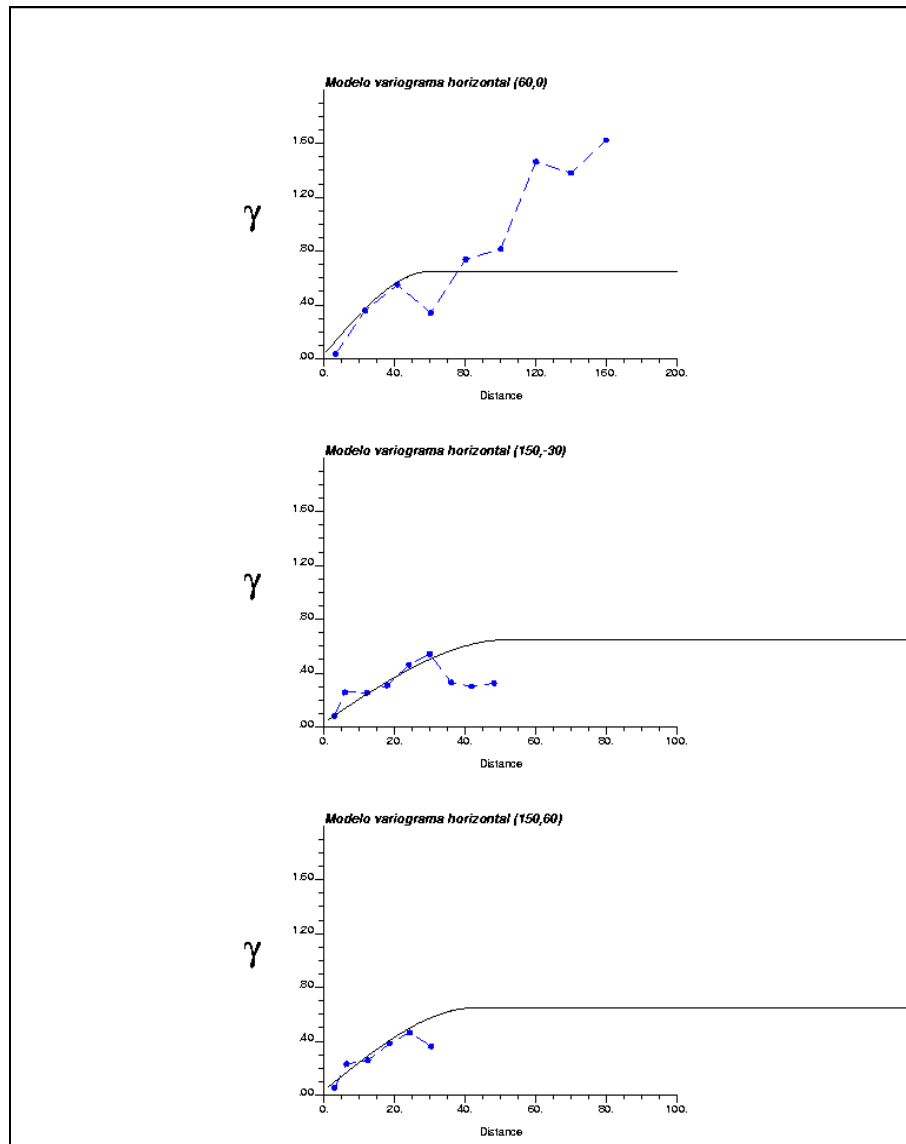 Modelo variograma horizontal (60,0)
1.60
1.20
γ
.80
.40
.00
0. 40. 80. 120. 160. 200.
Distance
Modelo variograma horizontal (150,-30)
1.60
1.20
γ
.80
.40
.00
0. 20. 40. 60. 80. 100.
Distance
Modelo variograma horizontal (150,60)
1.60
1.20
γ
.80
.40
.00
0. 20. 40. 60. 80. 100.
Distance